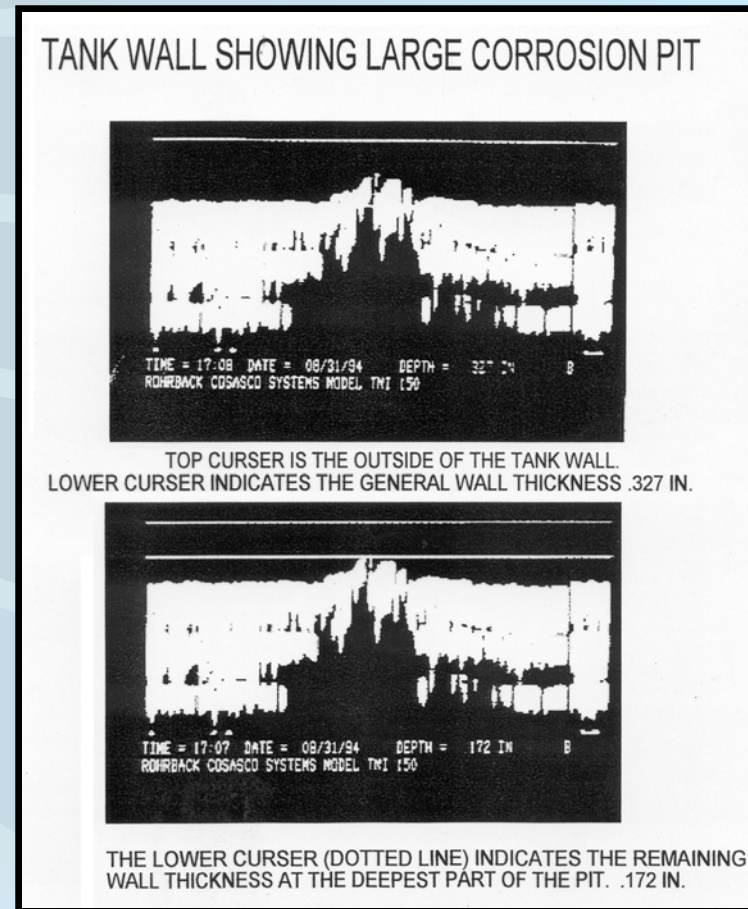 TANK WALL SHOWING LARGE CORROSION PIT
TIME = 17:08 DATE = 08/31/94 DEPTH = 327 IN B
ROHRBACK COSASCO SYSTEMS MODEL TMI 150
TOP CURSER IS THE OUTSIDE OF THE TANK WALL.
LOWER CURSER INDICATES THE GENERAL WALL THICKNESS .327 IN.
TIME = 17:07 DATE = 08/31/94 DEPTH = 172 IN B
ROHRBACK COSASCO SYSTEMS MODEL TMI 150
THE LOWER CURSER (DOTTED LINE) INDICATES THE REMAINING
WALL THICKNESS AT THE DEEPEST PART OF THE PIT. .172 IN.